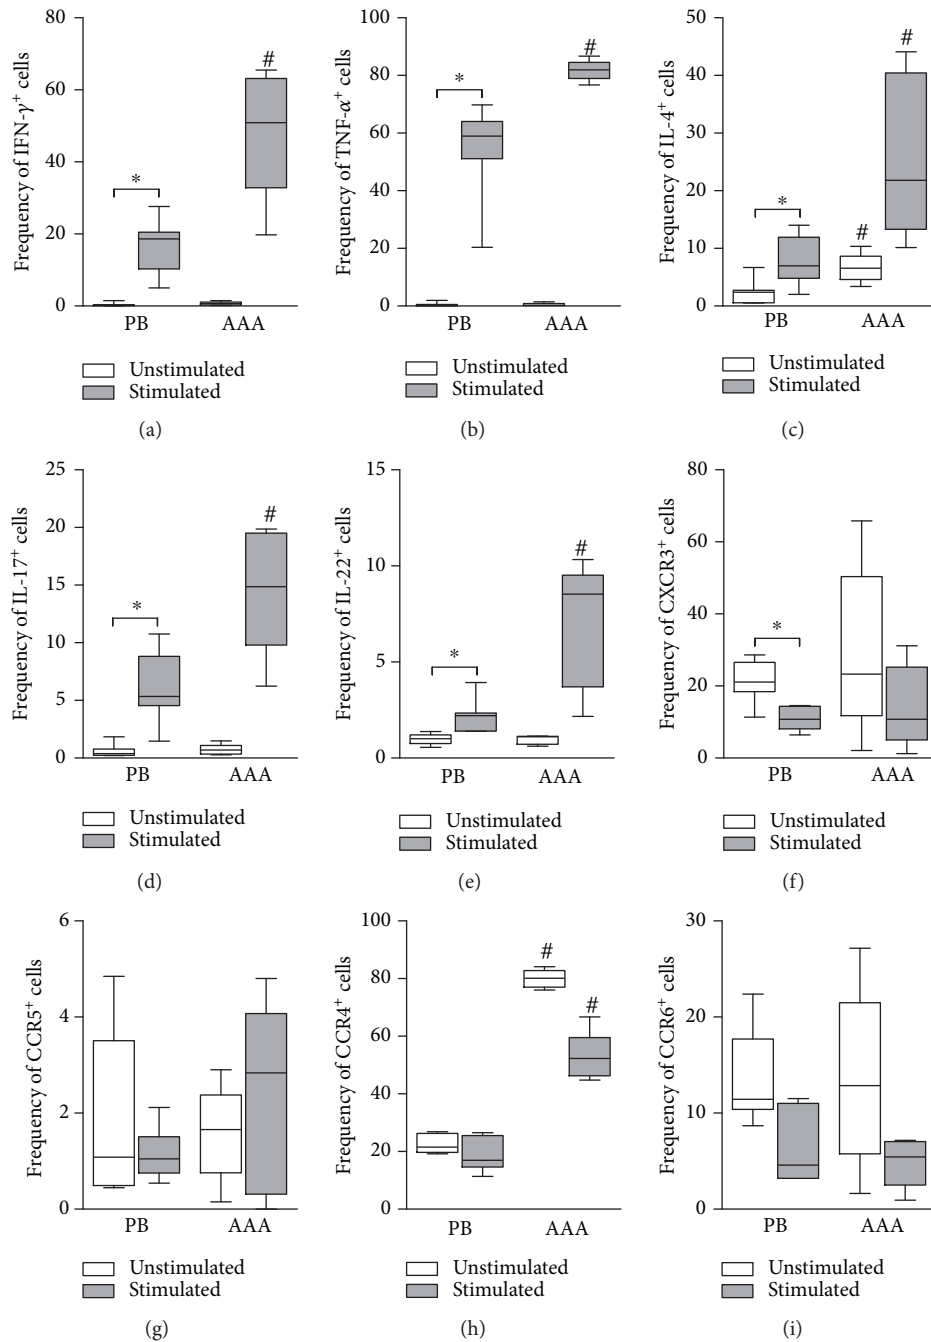 Frequency of IFN-γ+ cells
80
60
40
20
0
#
*
PB AAA
Unstimulated
Stimulated
(a)
Frequency of TNF-α+ cells
100
80
60
40
20
0
#
*
PB AAA
Unstimulated
Stimulated
(b)
Frequency of IL-4+ cells
50
40
30
20
10
0
#
*
#
PB AAA
Unstimulated
Stimulated
(c)
Frequency of IL-17+ cells
25
20
15
10
5
0
#
*
PB AAA
Unstimulated
Stimulated
(d)
Frequency of IL-22+ cells
15
10
5
0
#
*
PB AAA
Unstimulated
Stimulated
(e)
Frequency of CXCR3+ cells
80
60
40
20
0
*
PB AAA
Unstimulated
Stimulated
(f)
Frequency of CCR5+ cells
6
4
2
0
PB AAA
Unstimulated
Stimulated
(g)
Frequency of CCR4+ cells
100
80
60
40
20
0
#
#
PB AAA
Unstimulated
Stimulated
(h)
Frequency of CCR6+ cells
30
20
10
0
PB AAA
Unstimulated
Stimulated
(i)